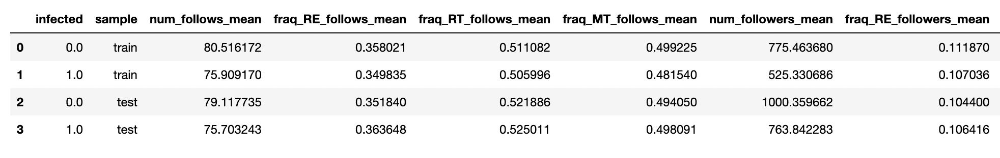 infected sample num_follows_mean fraq_RE_follows_mean fraq_RT_follows_mean fraq_MT_follows_mean num_followers_mean fraq_RE_followers_mean
0 0.0 train 80.516172 0.358021 0.511082 0.499225 775.463680 0.111870
1 1.0 train 75.909170 0.349835 0.505996 0.481540 525.330686 0.107036
2 0.0 test 79.117735 0.351840 0.521886 0.494050 1000.359662 0.104400
3 1.0 test 75.703243 0.363648 0.525011 0.498091 763.842283 0.106416